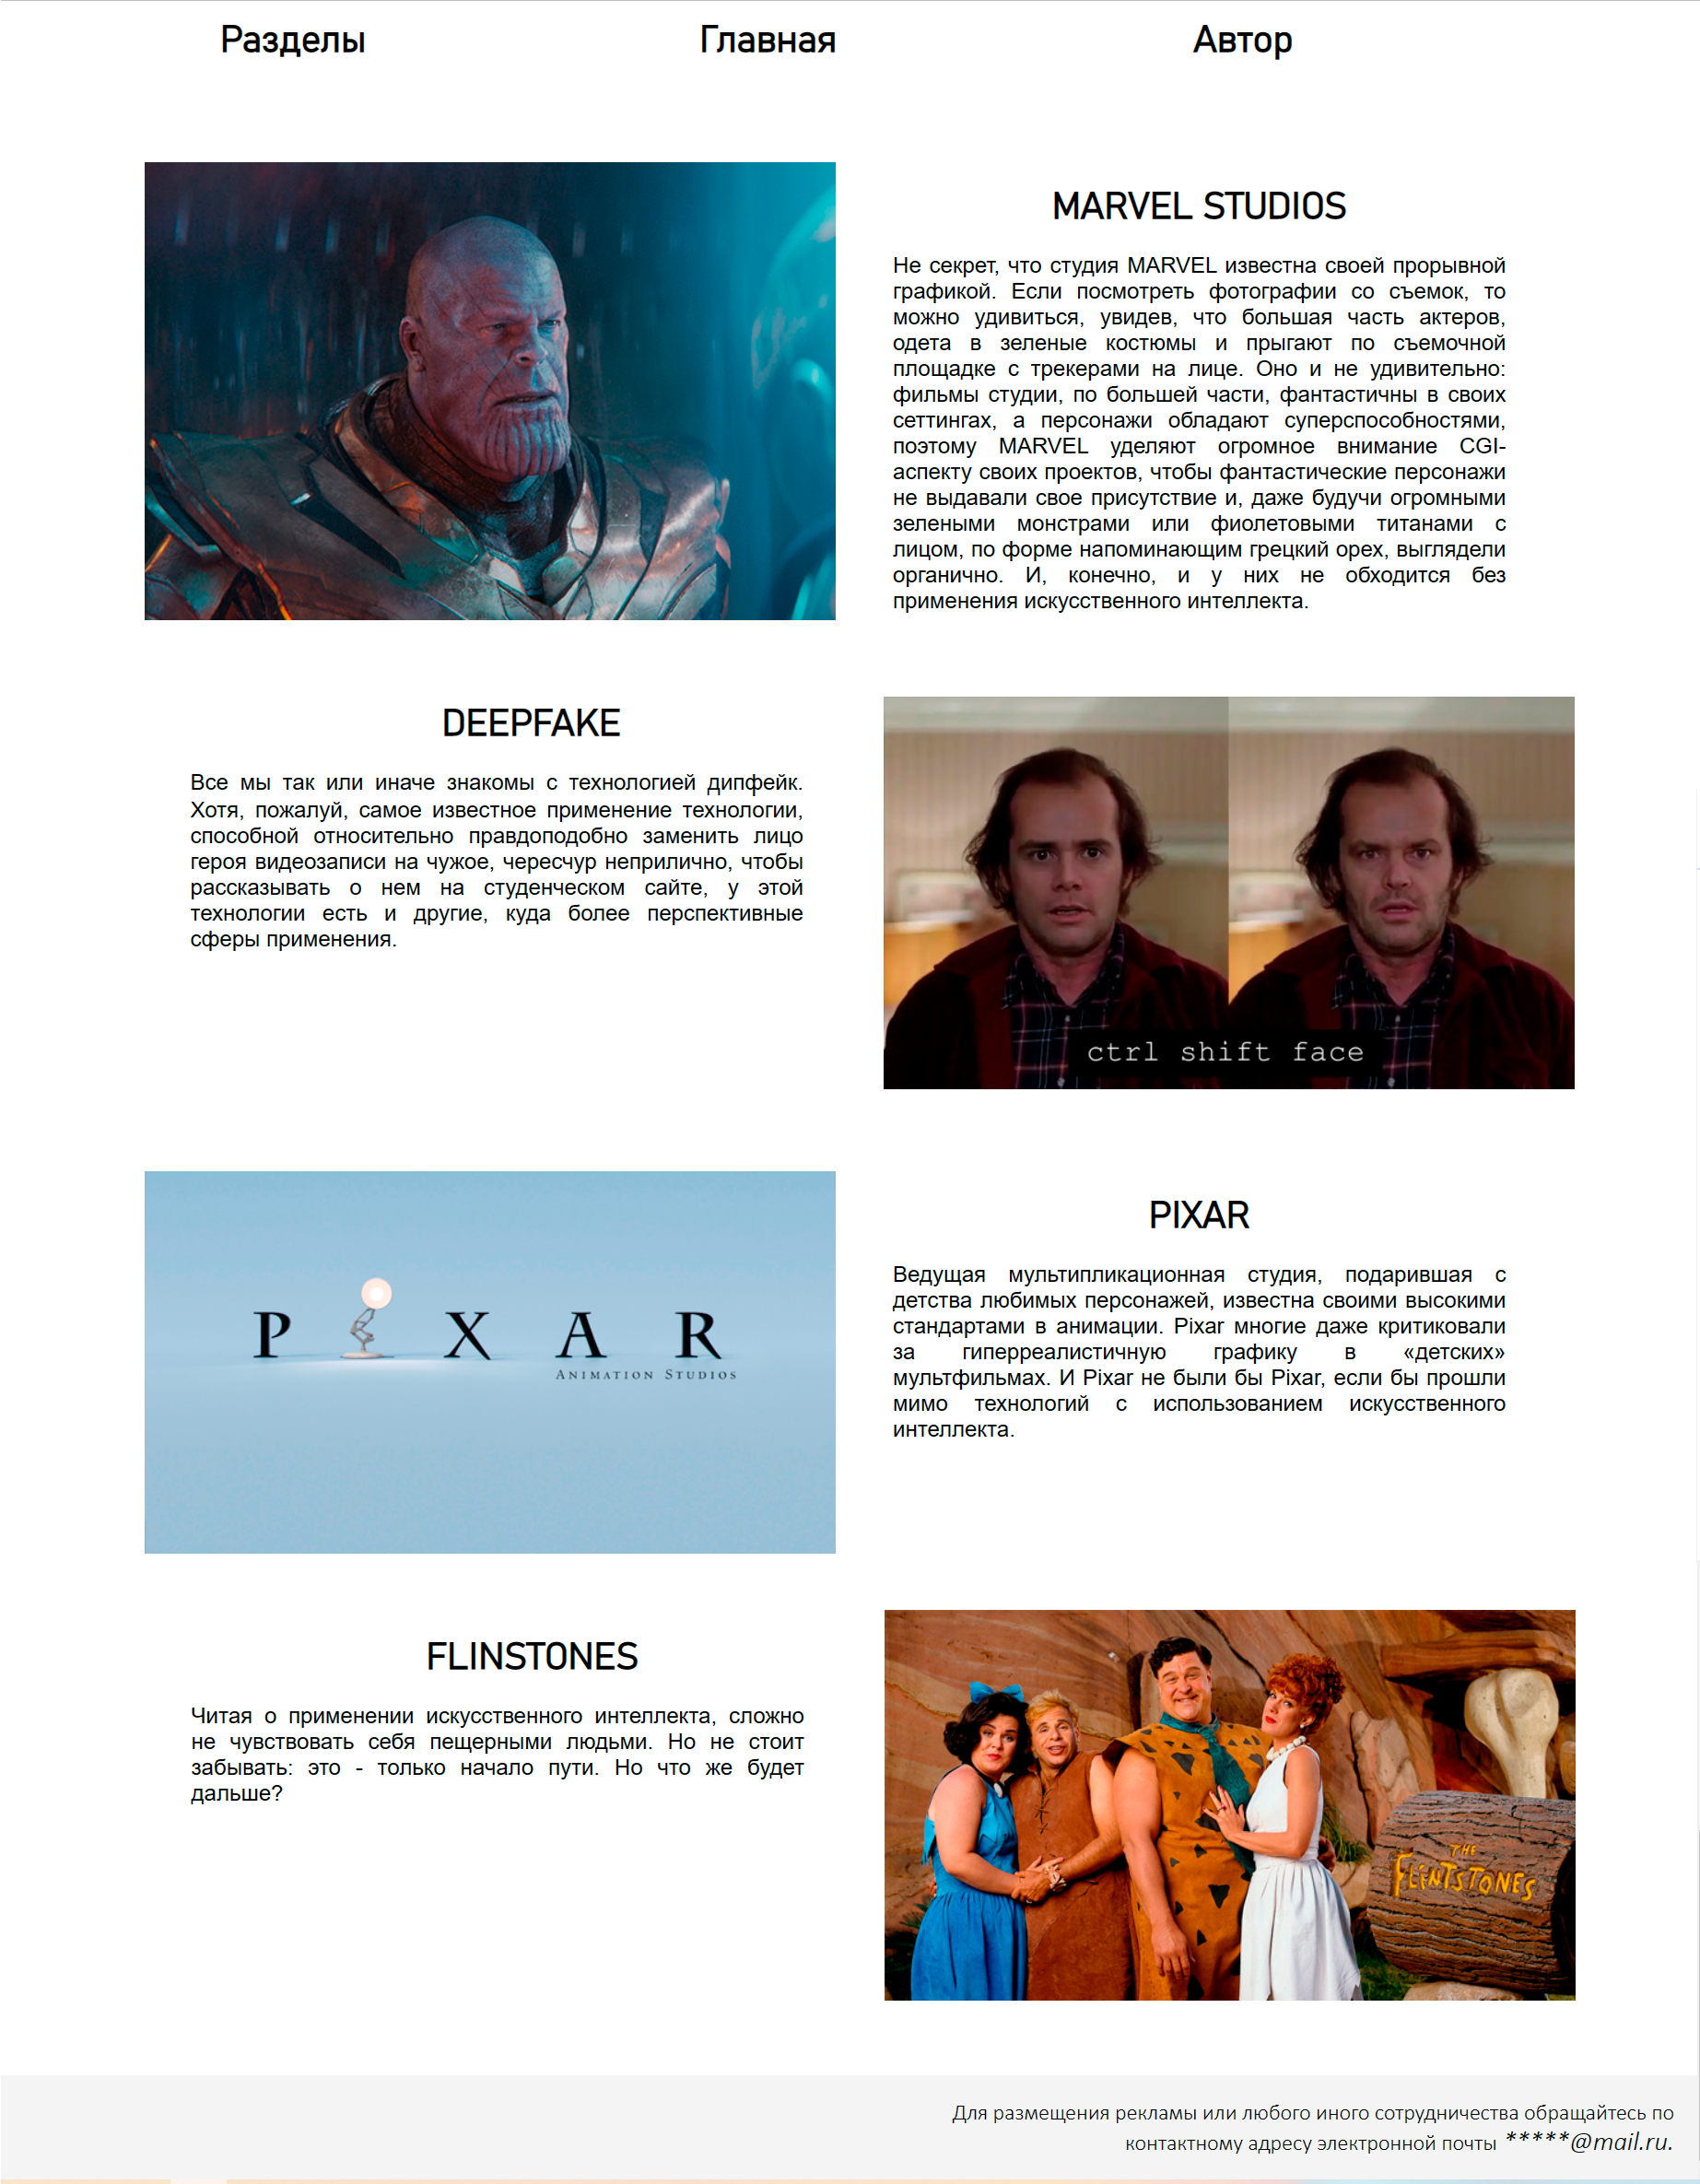 Разделы Главная Автор
MARVEL STUDIOS
Не секрет, что студия MARVEL известна своей прорывной
графикой. Если посмотреть фотографии со съемок, то
можно удивиться, увидев, что большая часть актеров,
одета в зеленые костюмы и прыгают по съемочной
площадке с трекерами на лице. Оно и не удивительно:
фильмы студии, по большей части, фантастичны в своих
сеттингах, а персонажи обладают суперспособностями,
поэтому MARVEL уделяют огромное внимание CGI-
аспекту своих проектов, чтобы фантастические персонажи
не выдавали свое присутствие и, даже будучи огромными
зелеными монстрами или фиолетовыми титанами с
лицом, по форме напоминающим грецкий орех, выглядели
органично. И, конечно, и у них не обходится без
применения искусственного интеллекта.
DEEPFAKE
Все мы так или иначе знакомы с технологией дипфейк.
Хотя, пожалуй, самое известное применение технологии,
способной относительно правдоподобно заменить лицо
героя видеозаписи на чужое, чересчур неприлично, чтобы
рассказывать о нем на студенческом сайте, у этой
технологии есть и другие, куда более перспективные
сферы применения.
ctrl shift face
P XAR
ANIMATION STUDIOS
PIXAR
Ведущая мультипликационная студия, подарившая с
детства любимых персонажей, известна своими высокими
стандартами в анимации. Pixar многие даже критиковали
за гиперреалистичную графику в «детских»
мультфильмах. И Pixar не были бы Pixar, если бы прошли
мимо технологий с использованием искусственного
интеллекта.
FLINSTONES
Читая о применении искусственного интеллекта, сложно
не чувствовать себя пещерными людьми. Но не стоит
забывать: это - только начало пути. Но что же будет
дальше?
THE
FLINTSTONES
Для размещения рекламы или любого иного сотрудничества обращайтесь по
контактному адресу электронной почты *****@mail.ru.